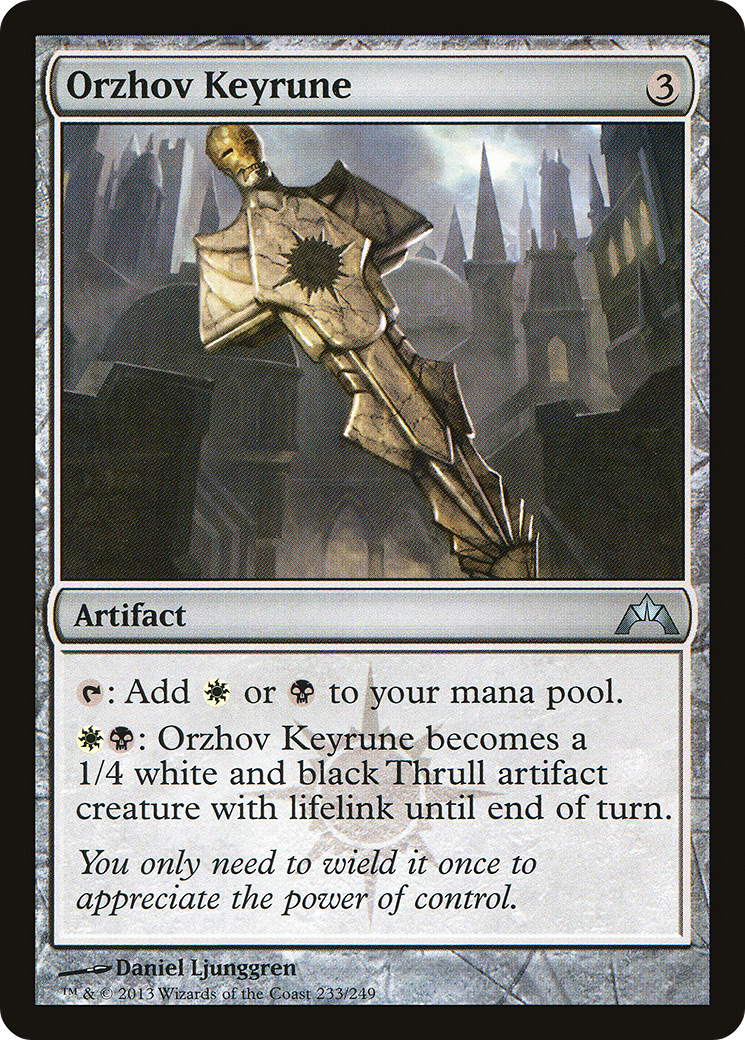 Orzhov Keyrune 3
Artifact
: Add or to your mana pool.
: Orzhov Keyrune becomes a
1/4 white and black Thrull artifact
creature with lifelink until end of turn.
You only need to wield it once to
appreciate the power of control.
Daniel Ljunggren
™ & © 2013 Wizards of the Coast 233/249